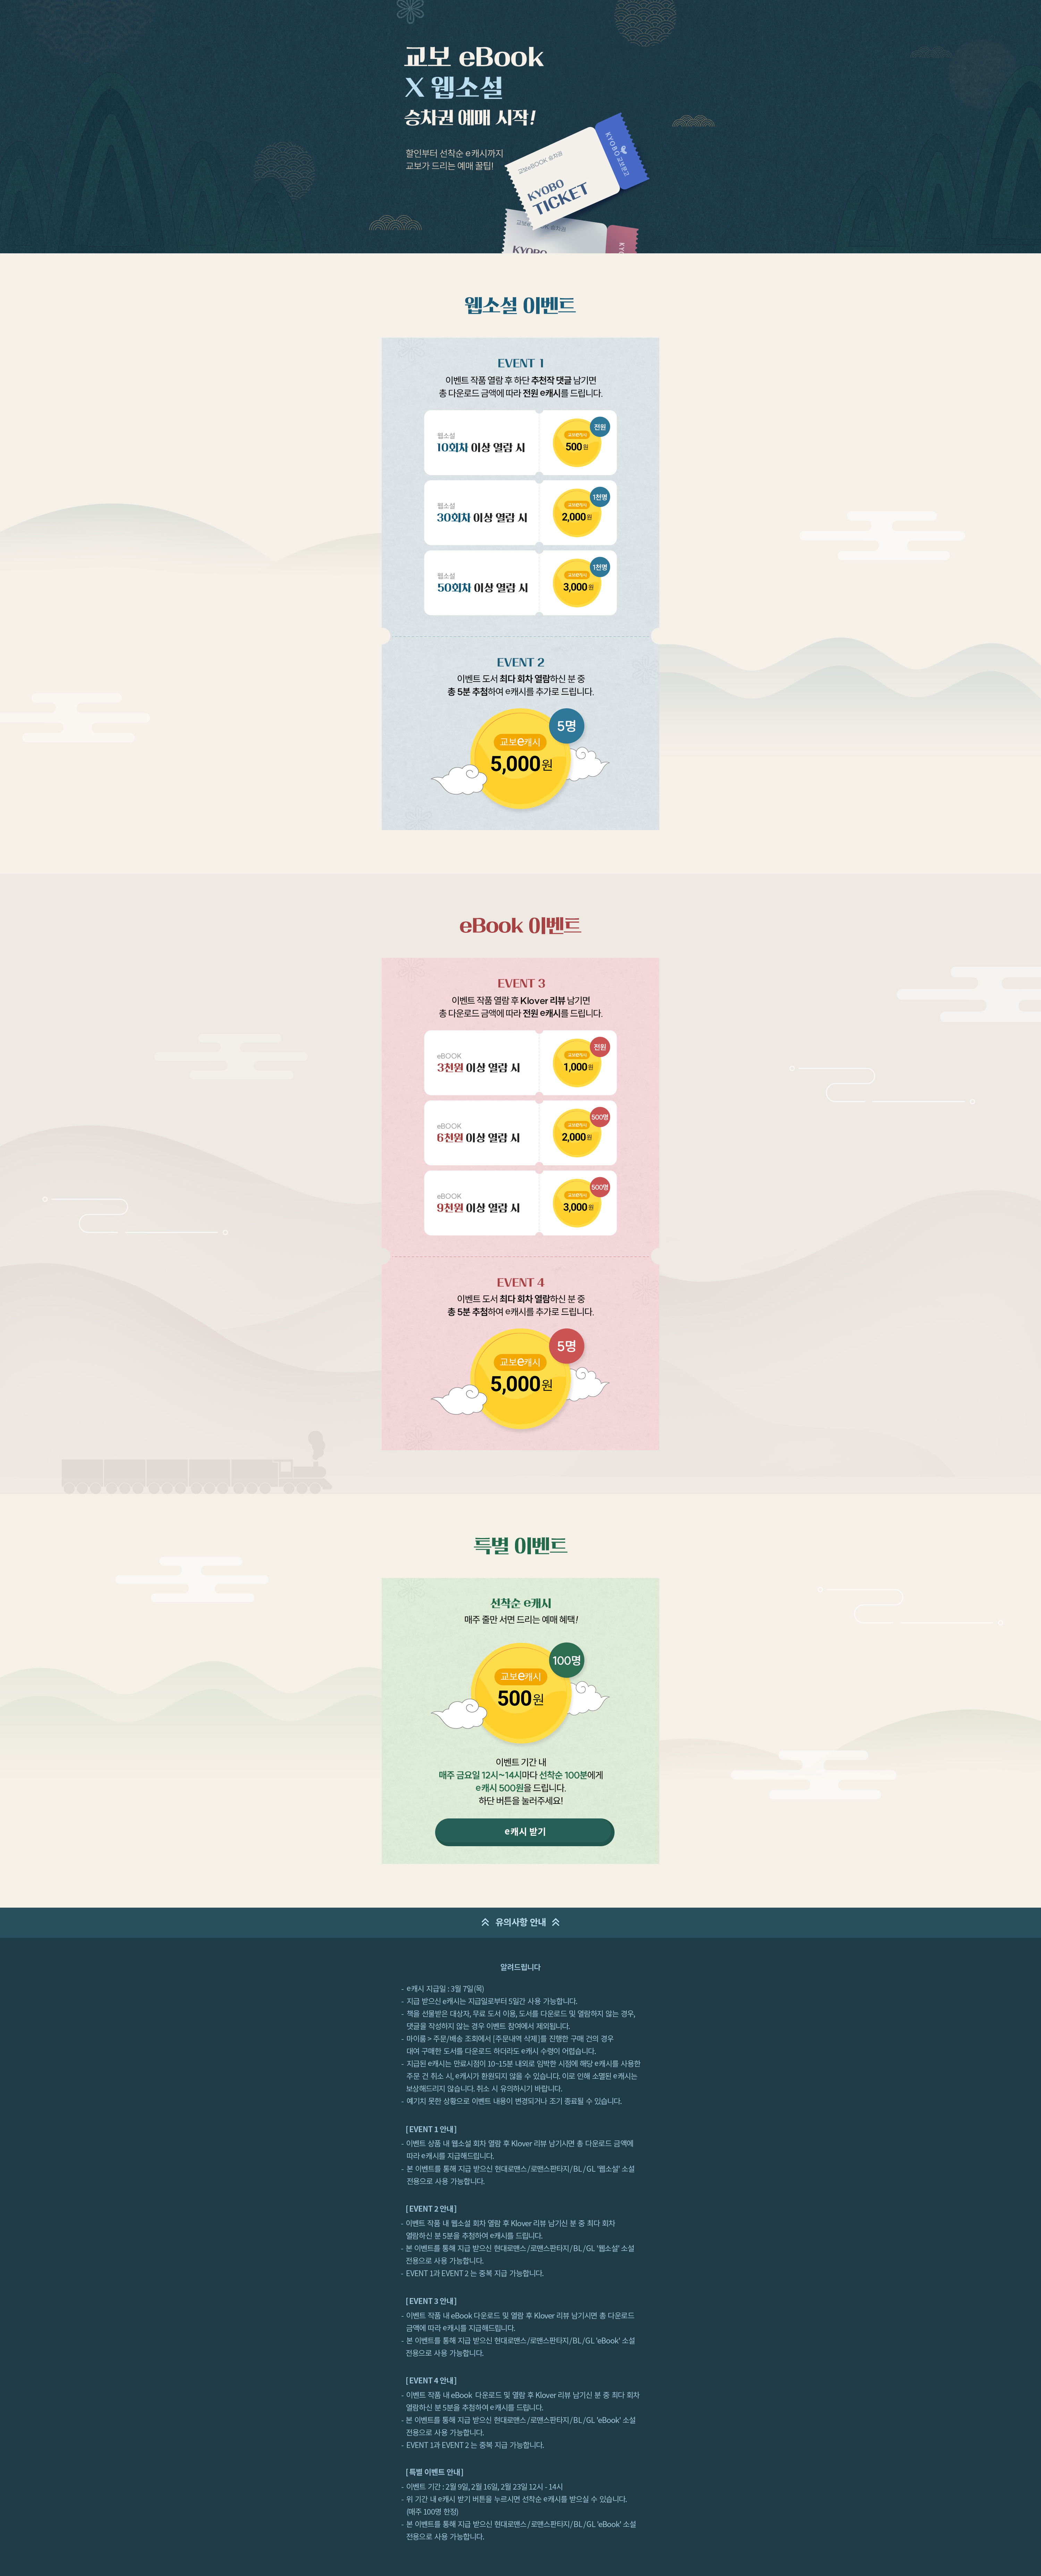 교보 eBook
X 웹소설
승차권 예매 시작!
할인부터 선착순 e캐시까지
교보가 드리는 예매 꿀팁!
교보eBOOK 승차권
KYOBO
TICKET
KYOBO 교보문고
KYOBO
웹소설 이벤트
EVENT 1
이벤트 작품 열람 후 하단 추천작 댓글 남기면
총 다운로드 금액에 따라 전원 e캐시를 드립니다.
웹소설
10회차 이상 열람 시
전원
교보e캐시
500원
웹소설
30회차 이상 열람 시
1천명
교보e캐시
2,000원
웹소설
50회차 이상 열람 시
1천명
교보e캐시
3,000원
EVENT 2
이벤트 도서 최다 회차 열람하신 분 중
총 5분 추첨하여 e캐시를 추가로 드립니다.
5명
교보e캐시
5,000원
eBook 이벤트
EVENT 3
이벤트 작품 열람 후 Klover 리뷰 남기면
총 다운로드 금액에 따라 전원 e캐시를 드립니다.
eBOOK
3천원 이상 열람 시
전원
교보e캐시
1,000원
eBOOK
6천원 이상 열람 시
500명
교보e캐시
2,000원
eBOOK
9천원 이상 열람 시
500명
교보e캐시
3,000원
EVENT 4
이벤트 도서 최다 회차 열람하신 분 중
총 5분 추첨하여 e캐시를 추가로 드립니다.
5명
교보e캐시
5,000원
특별 이벤트
선착순 e캐시
매주 줄만 서면 드리는 예매 혜택!
100명
교보e캐시
500원
이벤트 기간 내
매주 금요일 12시~14시마다 선착순 100분에게
e캐시 500원을 드립니다.
하단 버튼을 눌러주세요!
e캐시 받기
유의사항 안내
알려드립니다
- e캐시 지급일 : 3월 7일(목)
- 지급 받으신 e캐시는 지급일로부터 5일간 사용 가능합니다.
- 책을 선물받은 대상자, 무료 도서 이용, 도서를 다운로드 및 열람하지 않는 경우,
댓글을 작성하지 않는 경우 이벤트 참여에서 제외됩니다.
- 마이룸 > 주문/배송 조회에서 [주문내역 삭제]를 진행한 구매 건의 경우
대여 구매한 도서를 다운로드 하더라도 e캐시 수령이 어렵습니다.
- 지급된 e캐시는 만료시점이 10~15분 내외로 임박한 시점에 해당 e캐시를 사용한
주문 건 취소 시, e캐시가 환원되지 않을 수 있습니다. 이로 인해 소멸된 e캐시는
보상해드리지 않습니다. 취소 시 유의하시기 바랍니다.
- 예기치 못한 상황으로 이벤트 내용이 변경되거나 조기 종료될 수 있습니다.
[EVENT 1 안내]
- 이벤트 상품 내 웹소설 회차 열람 후 Klover 리뷰 남기시면 총 다운로드 금액에
따라 e캐시를 지급해드립니다.
- 본 이벤트를 통해 지급 받으신 현대로맨스/로맨스판타지/BL/GL '웹소설' 소설
전용으로 사용 가능합니다.
[EVENT 2 안내]
- 이벤트 작품 내 웹소설 회차 열람 후 Klover 리뷰 남기신 분 중 최다 회차
열람하신 분 5분을 추첨하여 e캐시를 드립니다.
- 본 이벤트를 통해 지급 받으신 현대로맨스/로맨스판타지/BL/GL '웹소설' 소설
전용으로 사용 가능합니다.
- EVENT 1과 EVENT 2 는 중복 지급 가능합니다.
[EVENT 3 안내]
- 이벤트 작품 내 eBook 다운로드 및 열람 후 Klover 리뷰 남기시면 총 다운로드
금액에 따라 e캐시를 지급해드립니다.
- 본 이벤트를 통해 지급 받으신 현대로맨스/로맨스판타지/BL/GL 'eBook' 소설
전용으로 사용 가능합니다.
[EVENT 4 안내]
- 이벤트 작품 내 eBook 다운로드 및 열람 후 Klover 리뷰 남기신 분 중 최다 회차
열람하신 분 5분을 추첨하여 e캐시를 드립니다.
- 본 이벤트를 통해 지급 받으신 현대로맨스/로맨스판타지/BL/GL 'eBook' 소설
전용으로 사용 가능합니다.
- EVENT 1과 EVENT 2 는 중복 지급 가능합니다.
[특별 이벤트 안내]
- 이벤트 기간 : 2월 9일, 2월 16일, 2월 23일 12시 - 14시
- 위 기간 내 e캐시 받기 버튼을 누르시면 선착순 e캐시를 받으실 수 있습니다.
(매주 100명 한정)
- 본 이벤트를 통해 지급 받으신 현대로맨스/로맨스판타지/BL/GL 'eBook' 소설
전용으로 사용 가능합니다.